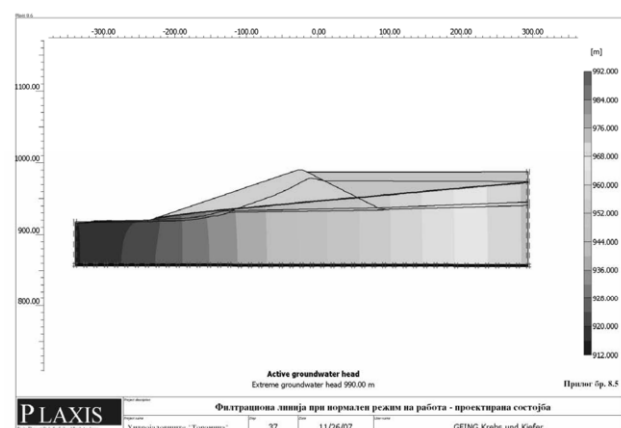 -300.00 -200.00 -100.00 0.00 100.00 200.00 300.00
[m]
992.000
984.000
976.000
968.000
960.000
952.000
944.000
936.000
928.000
920.000
912.000
1100.00
1000.00
900.00
800.00
Active groundwater head
Extreme groundwater head 990.00 m
Прилог бр. 8.5
PLAXIS
Филтрациона линија при нормален режим на работа - проектирана состојба
37 11/26/07 GEING Krebs und Kiefer